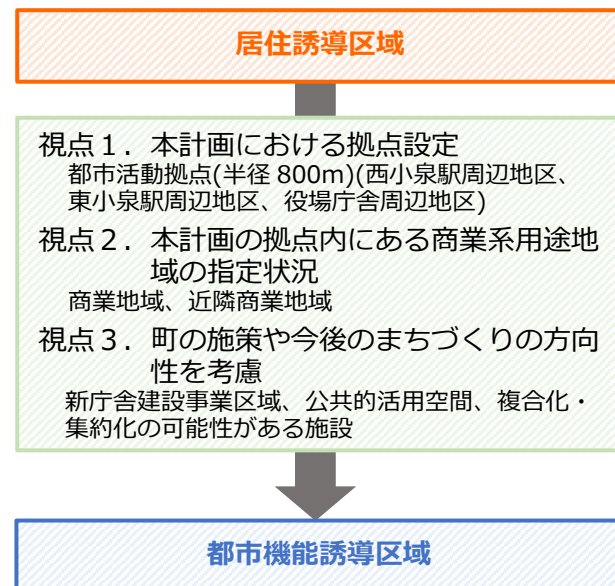 居住誘導区域
視点１．本計画における拠点設定
都市活動拠点(半径 800m)(西小泉駅周辺地区、
東小泉駅周辺地区、役場庁舎周辺地区)
視点２．本計画の拠点内にある商業系用途地
域の指定状況
商業地域、近隣商業地域
視点３．町の施策や今後のまちづくりの方向
性を考慮
新庁舎建設事業区域、公共的活用空間、複合化・
集約化の可能性がある施設
都市機能誘導区域